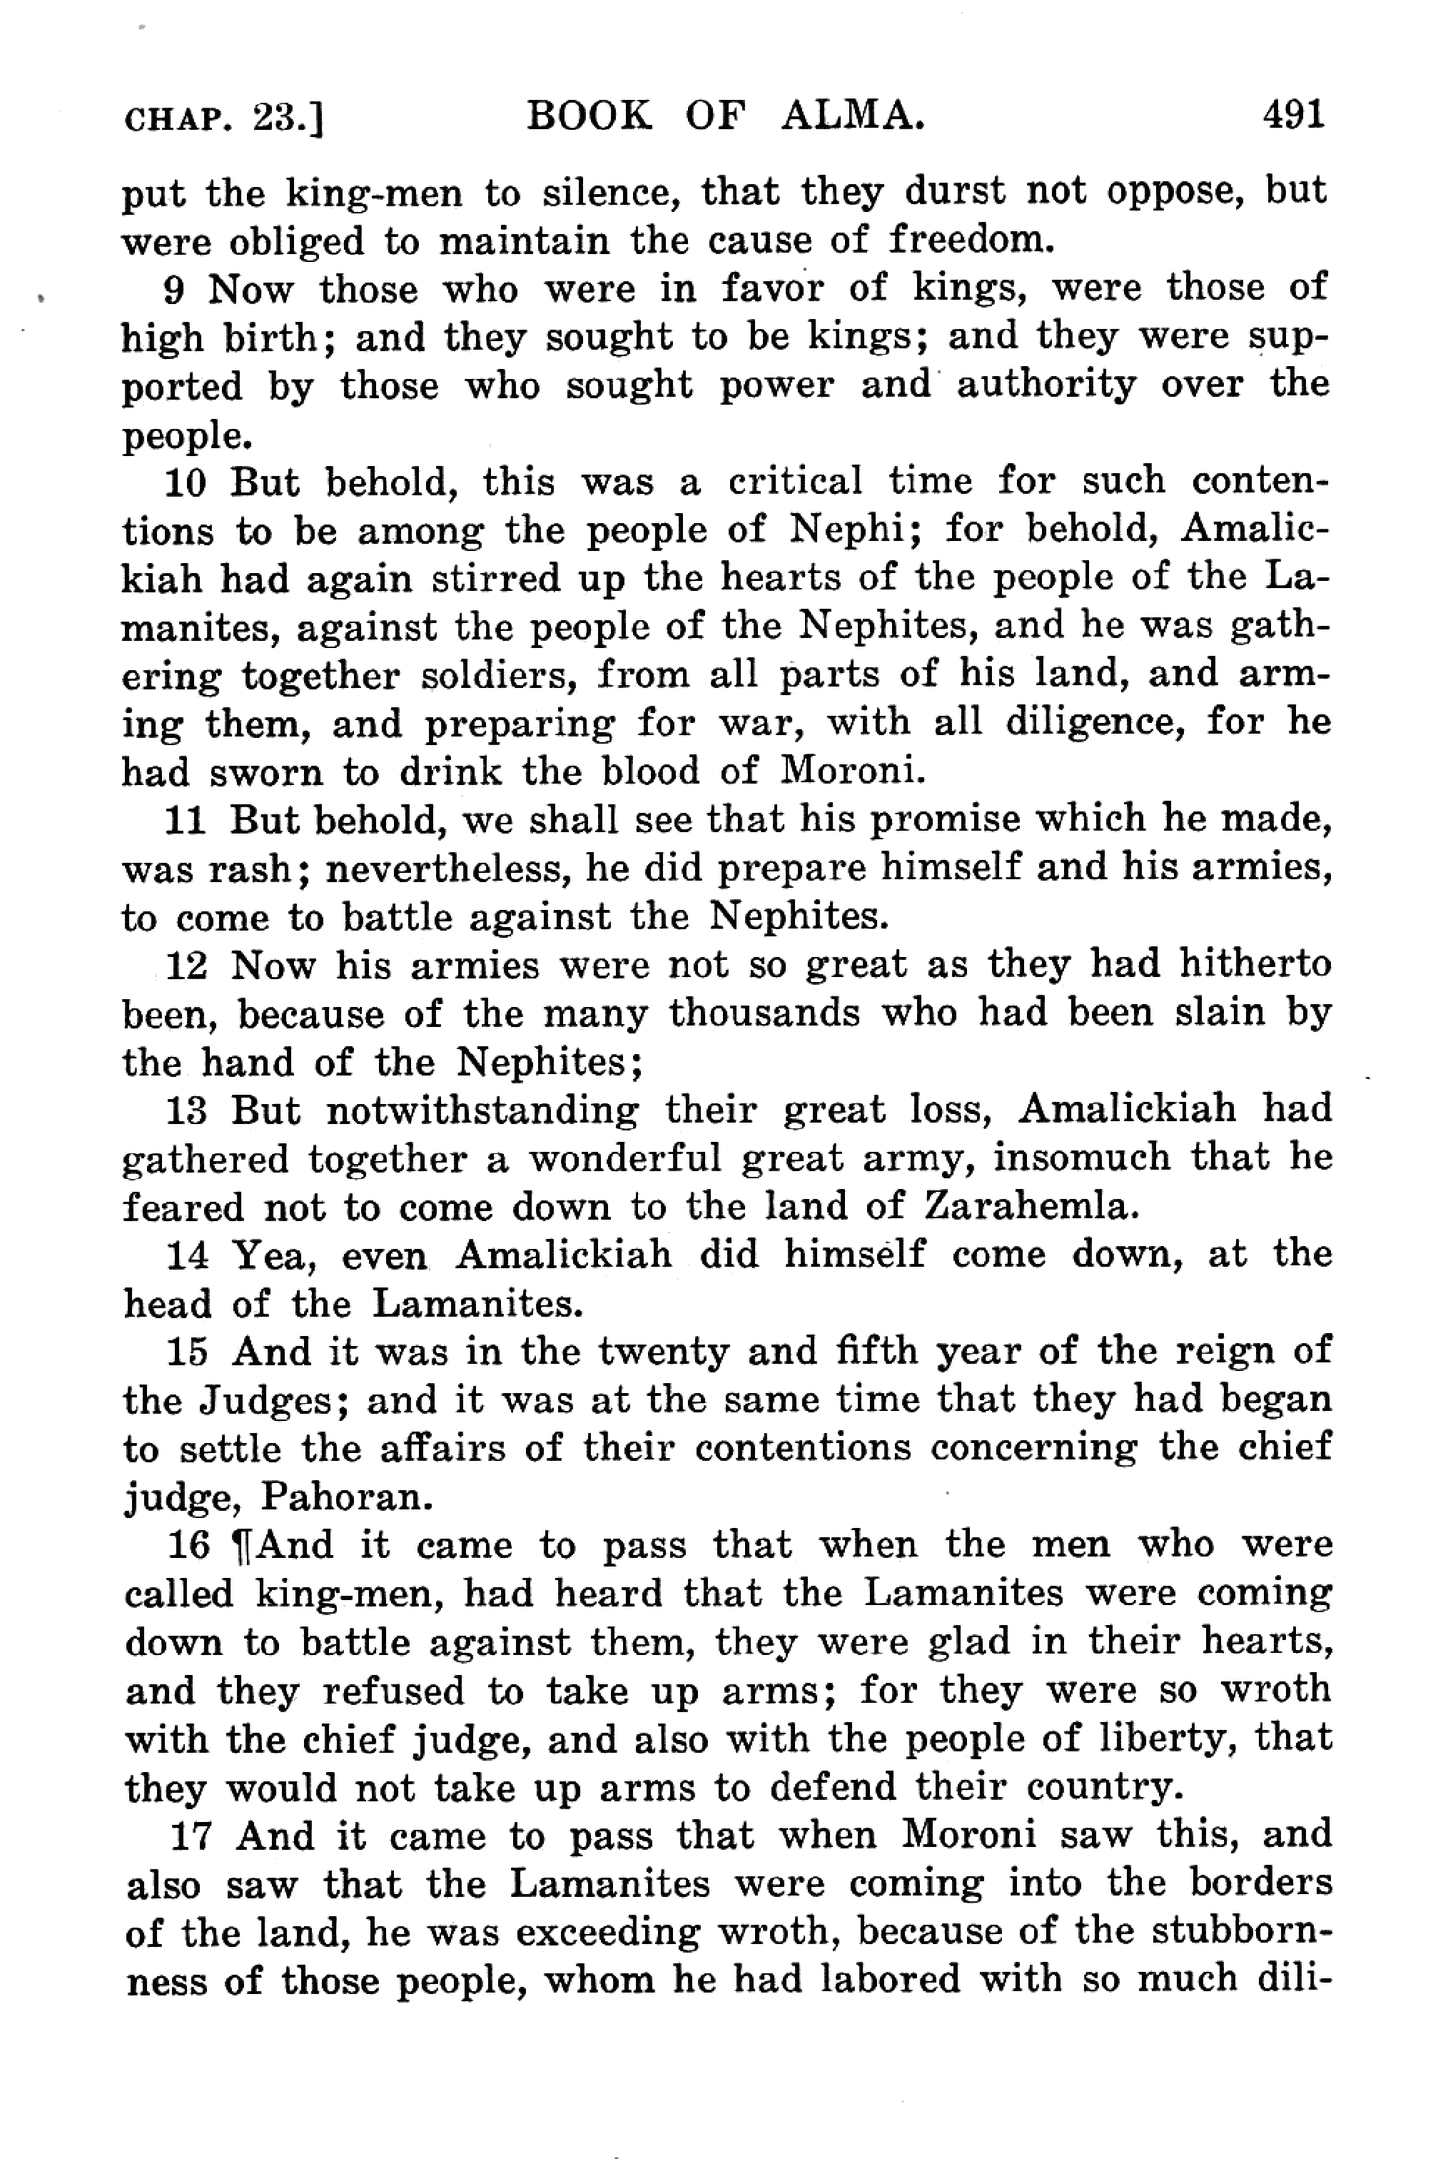 CHAP. 23.] BOOK OF ALMA. 491
put the king-men to silence, that they durst not oppose, but
were obliged to maintain the cause of freedom.
9 Now those who were in favor of kings, were those of
high birth; and they sought to be kings; and they were sup-
ported by those who sought power and authority over the
people.
10 But behold, this was a critical time for such conten-
tions to be among the people of Nephi; for behold, Amalic-
kiah had again stirred up the hearts of the people of the La-
manites, against the people of the Nephites, and he was gath-
ering together soldiers, from all parts of his land, and arm-
ing them, and preparing for war, with all diligence, for he
had sworn to drink the blood of Moroni.
11 But behold, we shall see that his promise which he made,
was rash; nevertheless, he did prepare himself and his armies,
to come to battle against the Nephites.
12 Now his armies were not so great as they had hitherto
been, because of the many thousands who had been slain by
the hand of the Nephites;
13 But notwithstanding their great loss, Amalickiah had
gathered together a wonderful great army, insomuch that he
feared not to come down to the land of Zarahemla.
14 Yea, even Amalickiah did himself come down, at the
head of the Lamanites.
15 And it was in the twenty and fifth year of the reign of
the Judges; and it was at the same time that they had began
to settle the affairs of their contentions concerning the chief
judge, Pahoran.
16 ¶And it came to pass that when the men who were
called king-men, had heard that the Lamanites were coming
down to battle against them, they were glad in their hearts,
and they refused to take up arms; for they were so wroth
with the chief judge, and also with the people of liberty, that
they would not take up arms to defend their country.
17 And it came to pass that when Moroni saw this, and
also saw that the Lamanites were coming into the borders
of the land, he was exceeding wroth, because of the stubborn-
ness of those people, whom he had labored with so much dili-